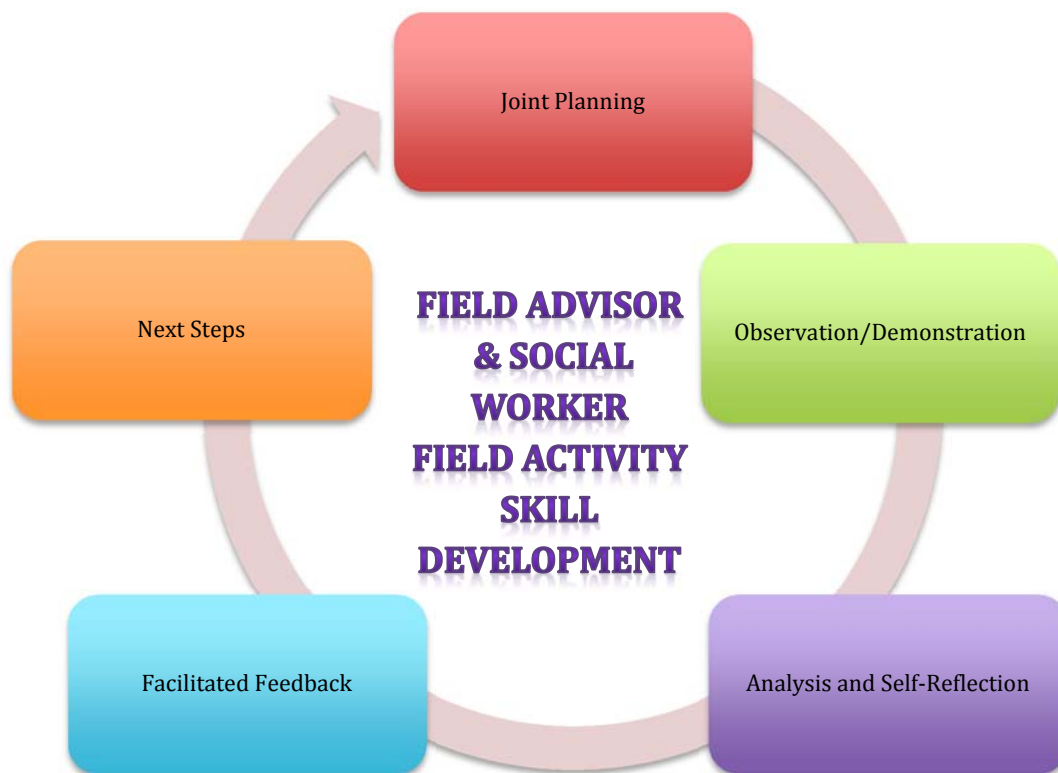 Joint Planning
Next Steps
FIELD ADVISOR
& SOCIAL
WORKER
FIELD ACTIVITY
SKILL
DEVELOPMENT
Observation/Demonstration
Facilitated Feedback
Analysis and Self-Reflection